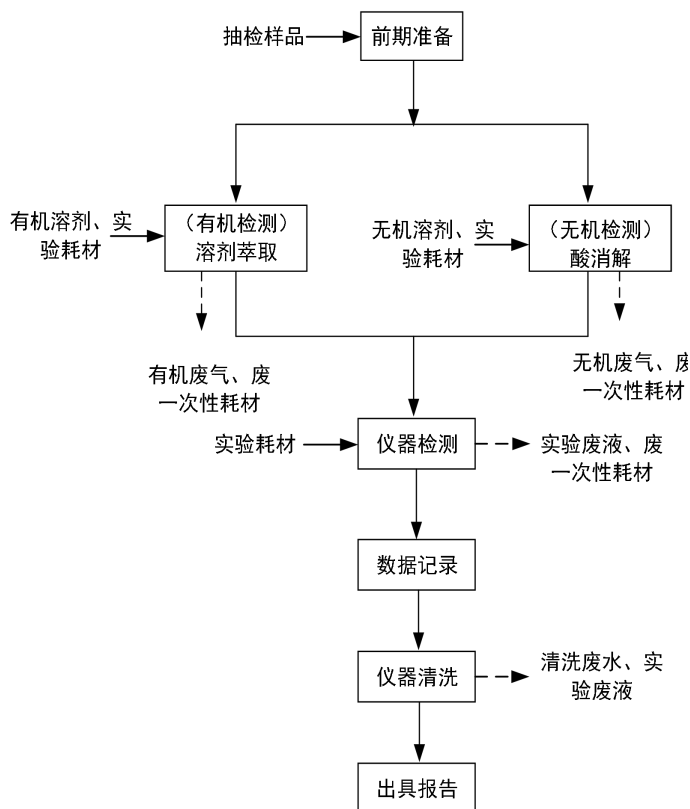 抽检样品
前期准备
有机溶剂、实
验耗材
（有机检测）
溶剂萃取
无机溶剂、实
验耗材
（无机检测）
酸消解
有机废气、废
一次性耗材
无机废气、废
一次性耗材
实验耗材
仪器检测
实验废液、废
一次性耗材
数据记录
仪器清洗
清洗废水、实
验废液
出具报告